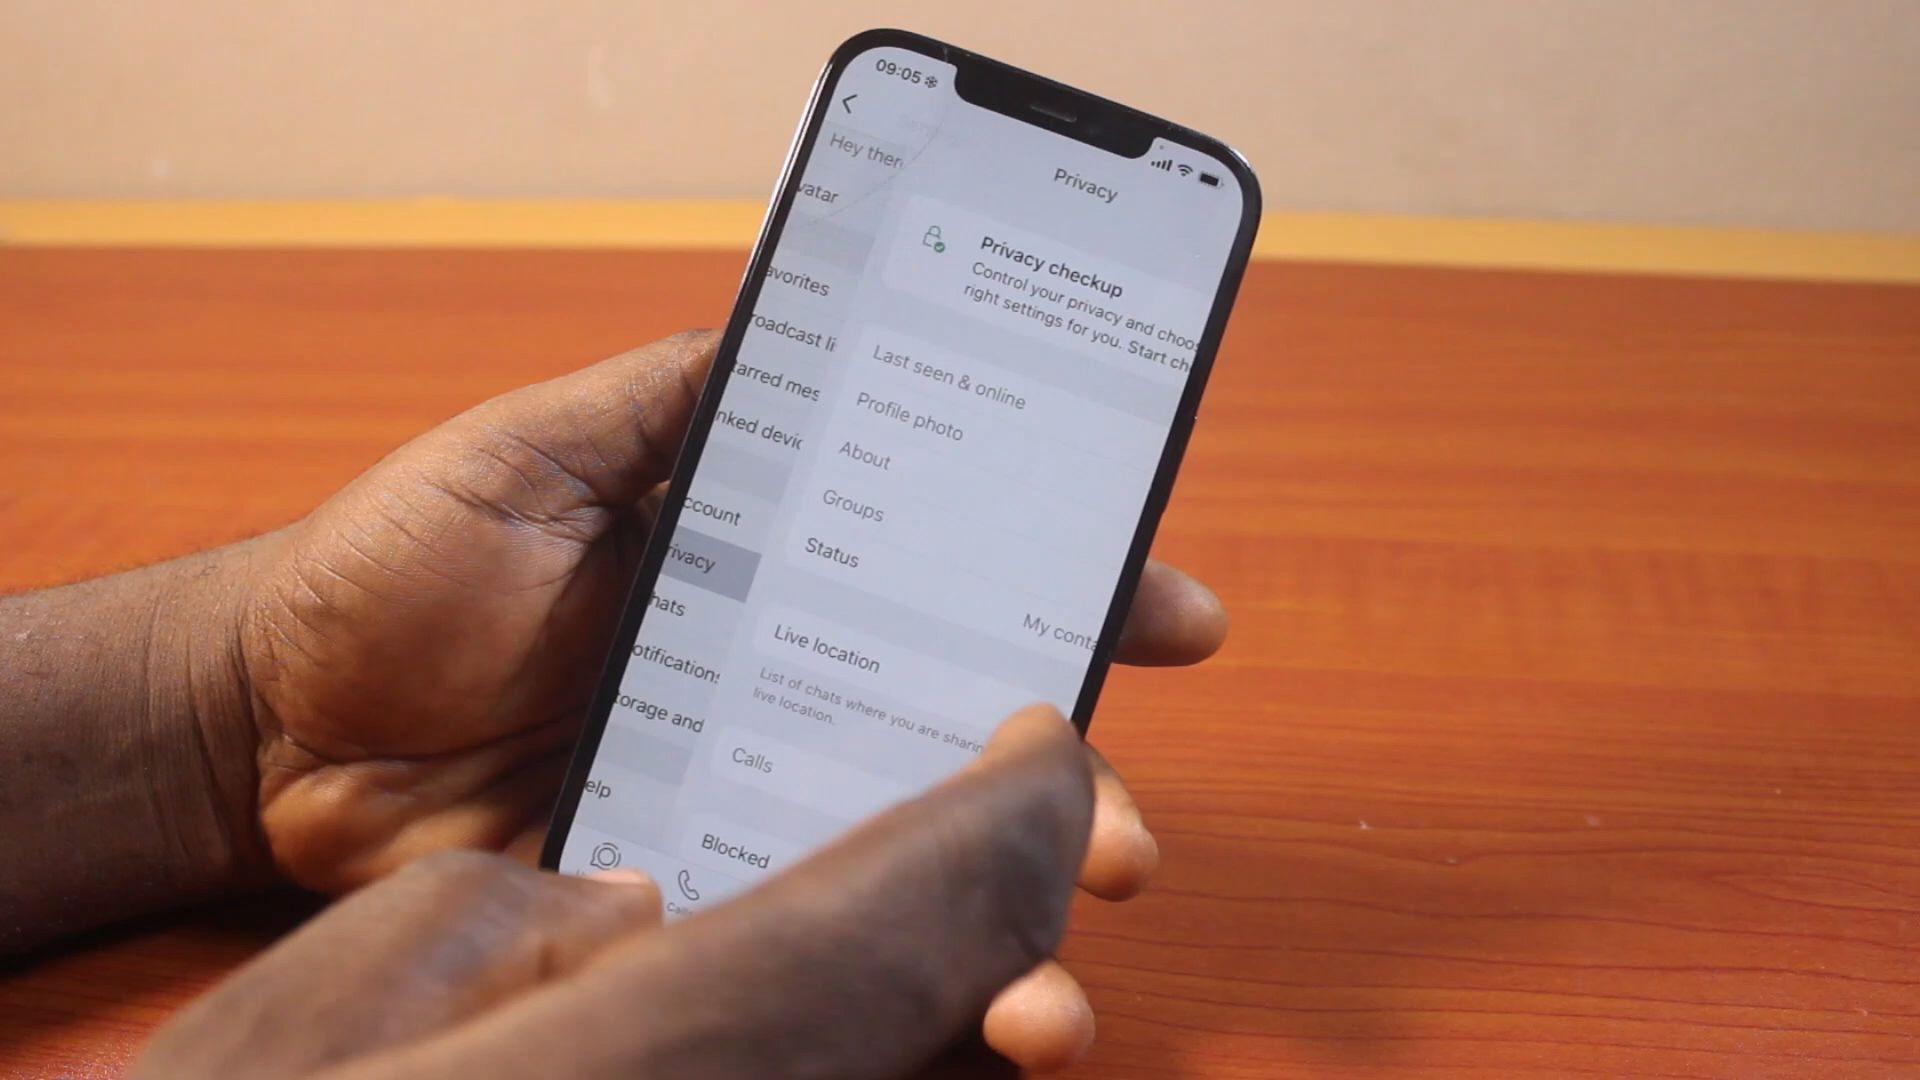 09:05
Privacy
Hey ther
vatar
avorites
roadcast li
tarred mes
nked devic
ccount
rivacy
hats
otifications
torage and
elp
Privacy checkup
Control your privacy and choos
right settings for you. Start ch
Last seen & online
Profile photo
About
Groups
Status
My conta
Live location
List of chats where you are sharin
live location.
Calls
Blocked